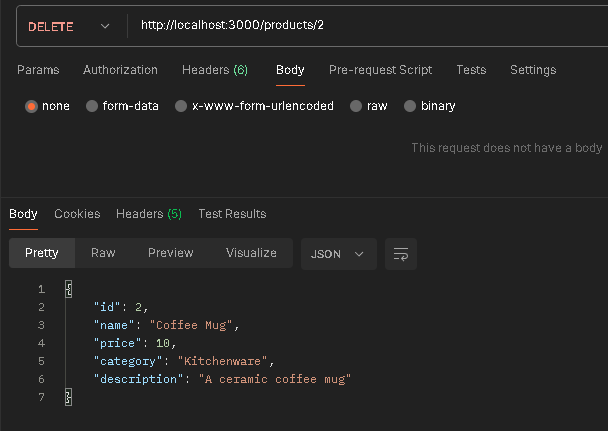 DELETE http://localhost:3000/products/2
Params Authorization Headers (6) Body Pre-request Script Tests Settings
none form-data x-www-form-urlencoded raw binary
This request does not have a body
Body Cookies Headers (5) Test Results
Pretty Raw Preview Visualize JSON
1 {
2 "id": 2,
3 "name": "Coffee Mug",
4 "price": 10,
5 "category": "Kitchenware",
6 "description": "A ceramic coffee mug"
7 }